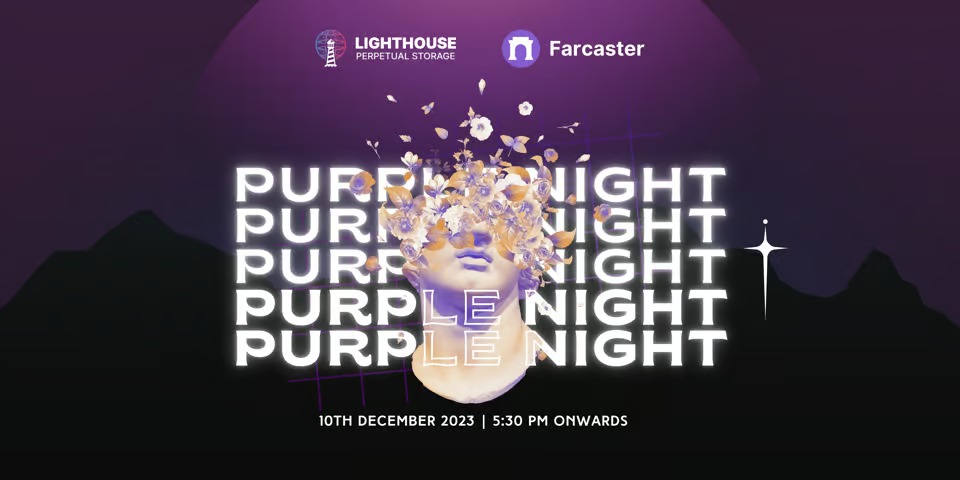 LIGHTHOUSE
PERPETUAL STORAGE
Farcaster
PURPLE NIGHT
PURPLE NIGHT
PURPLE NIGHT
PURPLE NIGHT
PURPLE NIGHT
10TH DECEMBER 2023 | 5:30 PM ONWARDS